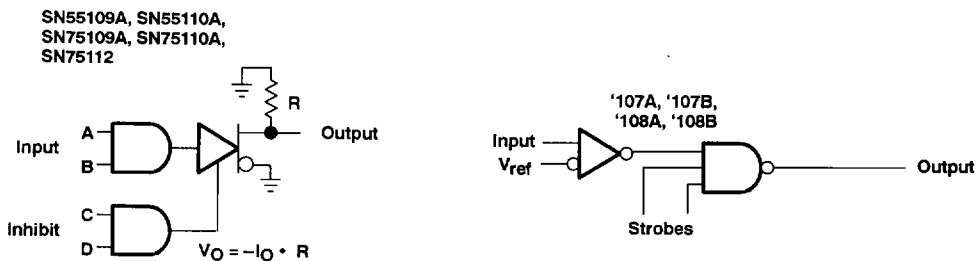 SN55109A, SN55110A,
SN75109A, SN75110A,
SN75112
R
A
Input
B
Output
C
Inhibit
D
VO = –IO • R
'107A, '107B,
'108A, '108B
Input
Vref
Output
Strobes